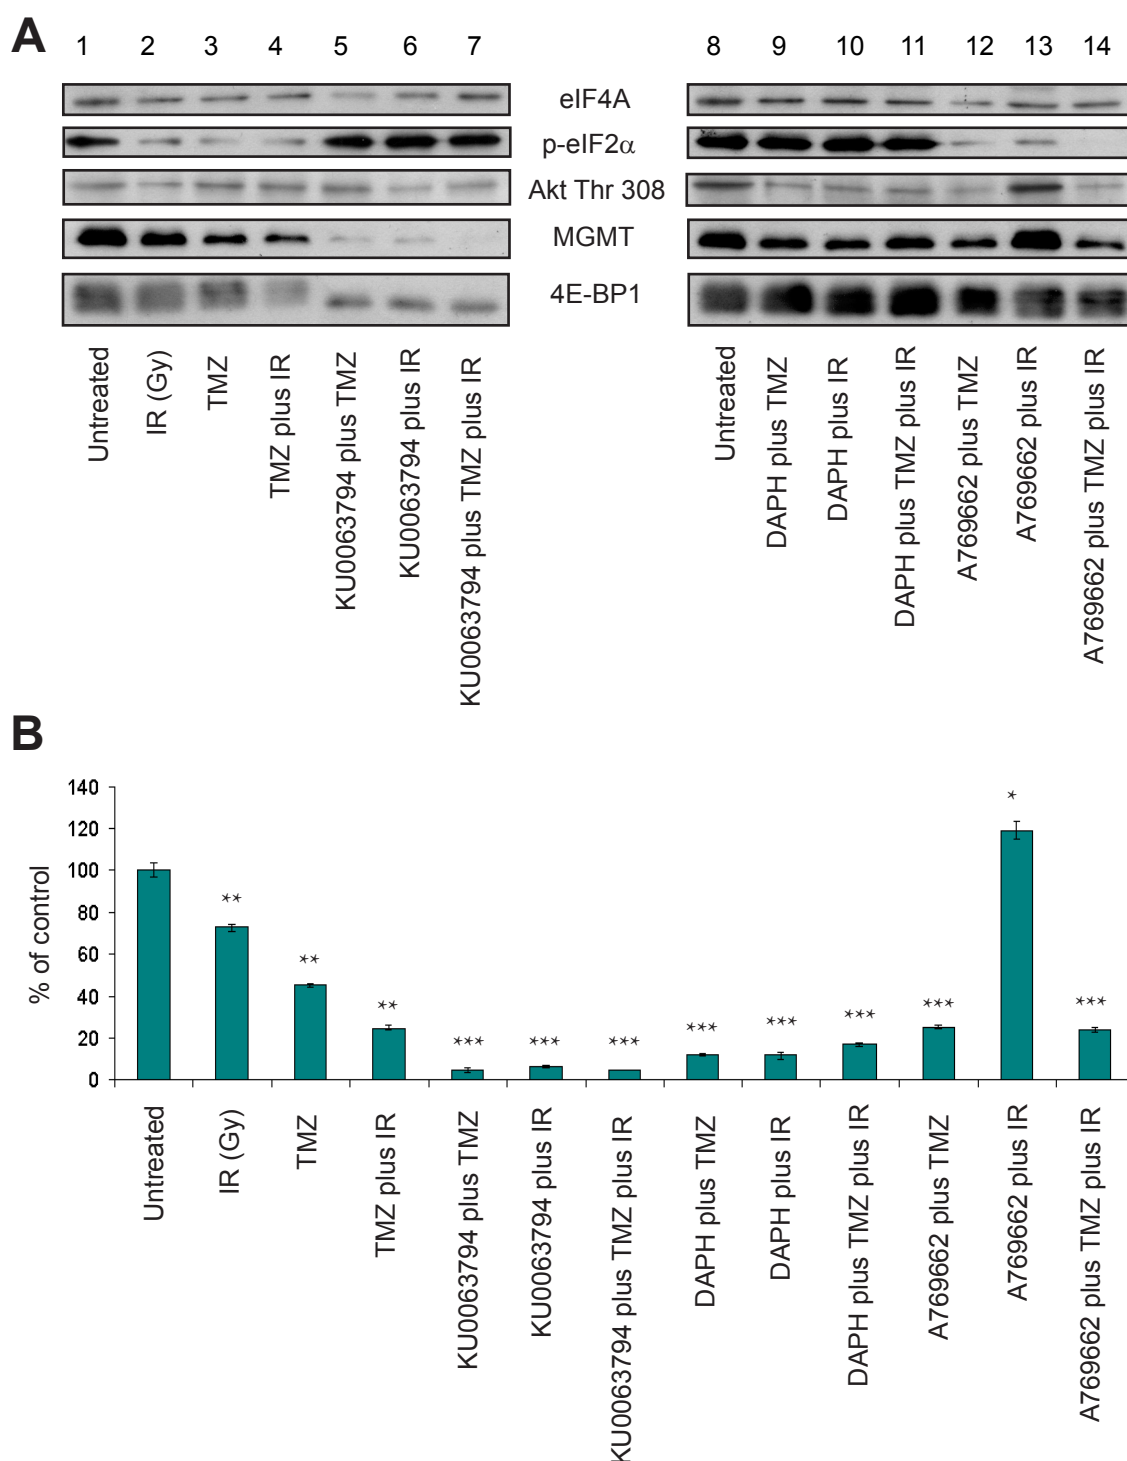 A
1 2 3 4 5 6 7 8 9 10 11 12 13 14
eIF4A
p-eIF2α
Akt Thr 308
MGMT
4E-BP1
Untreated
IR (Gy)
TMZ
TMZ plus IR
KU0063794 plus TMZ
KU0063794 plus IR
KU0063794 plus TMZ plus IR
Untreated
DAPH plus TMZ
DAPH plus IR
DAPH plus TMZ plus IR
A769662 plus TMZ
A769662 plus IR
A769662 plus TMZ plus IR
B
% of control
140
120
100
80
60
40
20
0
**
**
**
***
***
***
***
***
***
***
*
***
Untreated
IR (Gy)
TMZ
TMZ plus IR
KU0063794 plus TMZ
KU0063794 plus IR
KU0063794 plus TMZ plus IR
DAPH plus TMZ
DAPH plus IR
DAPH plus TMZ plus IR
A769662 plus TMZ
A769662 plus IR
A769662 plus TMZ plus IR